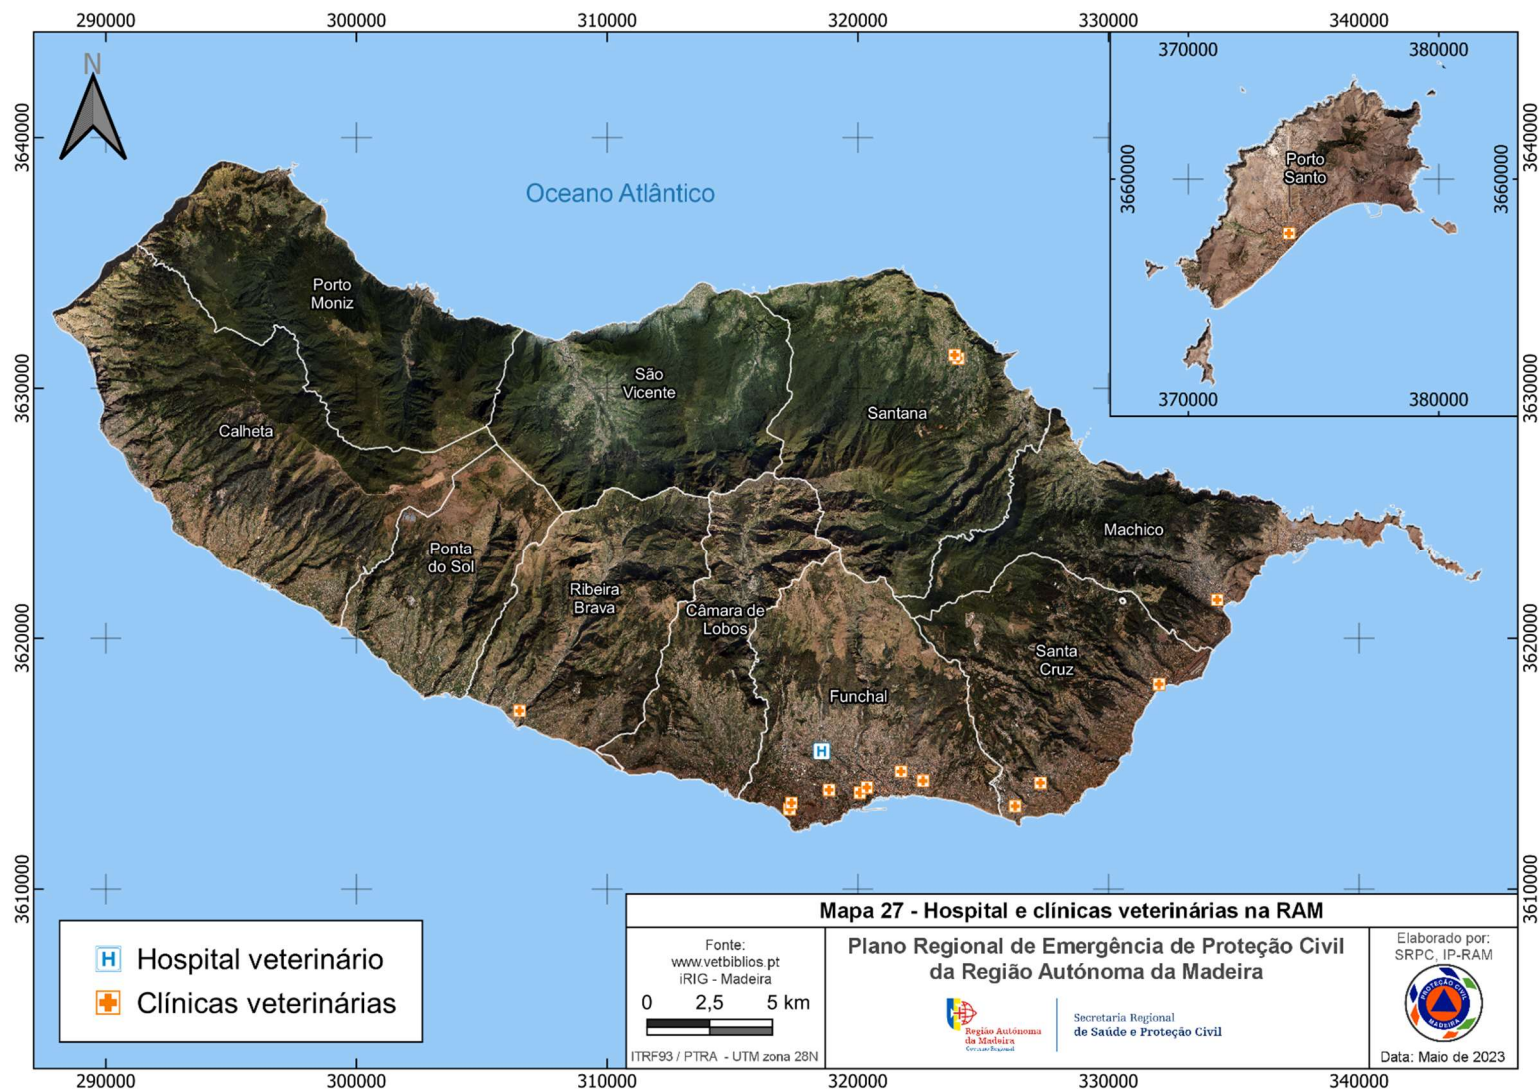 290000
300000
310000
320000
330000
340000
370000
380000
N
3640000
3640000
3660000
3660000
Porto
Santo
Oceano Atlântico
Porto
Moniz
São
Vicente
Santana
Calheta
3630000
3630000
370000
380000
Machico
Ponta
do Sol
Ribeira
Brava
Câmara de
Lobos
Santa
Cruz
Funchal
H
3620000
3620000
3610000
3610000
H Hospital veterinário
Clínicas veterinárias
Mapa 27 - Hospital e clínicas veterinárias na RAM
Fonte:
www.vetbiblios.pt
iRIG - Madeira
0 2,5 5 km
ITRF93 / PTRA - UTM zona 28N
Plano Regional de Emergência de Proteção Civil
da Região Autónoma da Madeira
Região Autónoma
da Madeira
Governo Regional
Secretaria Regional
de Saúde e Proteção Civil
Elaborado por:
SRPC, IP-RAM
PROTEÇÃO CIVIL
MADEIRA
Data: Maio de 2023
290000
300000
310000
320000
330000
340000